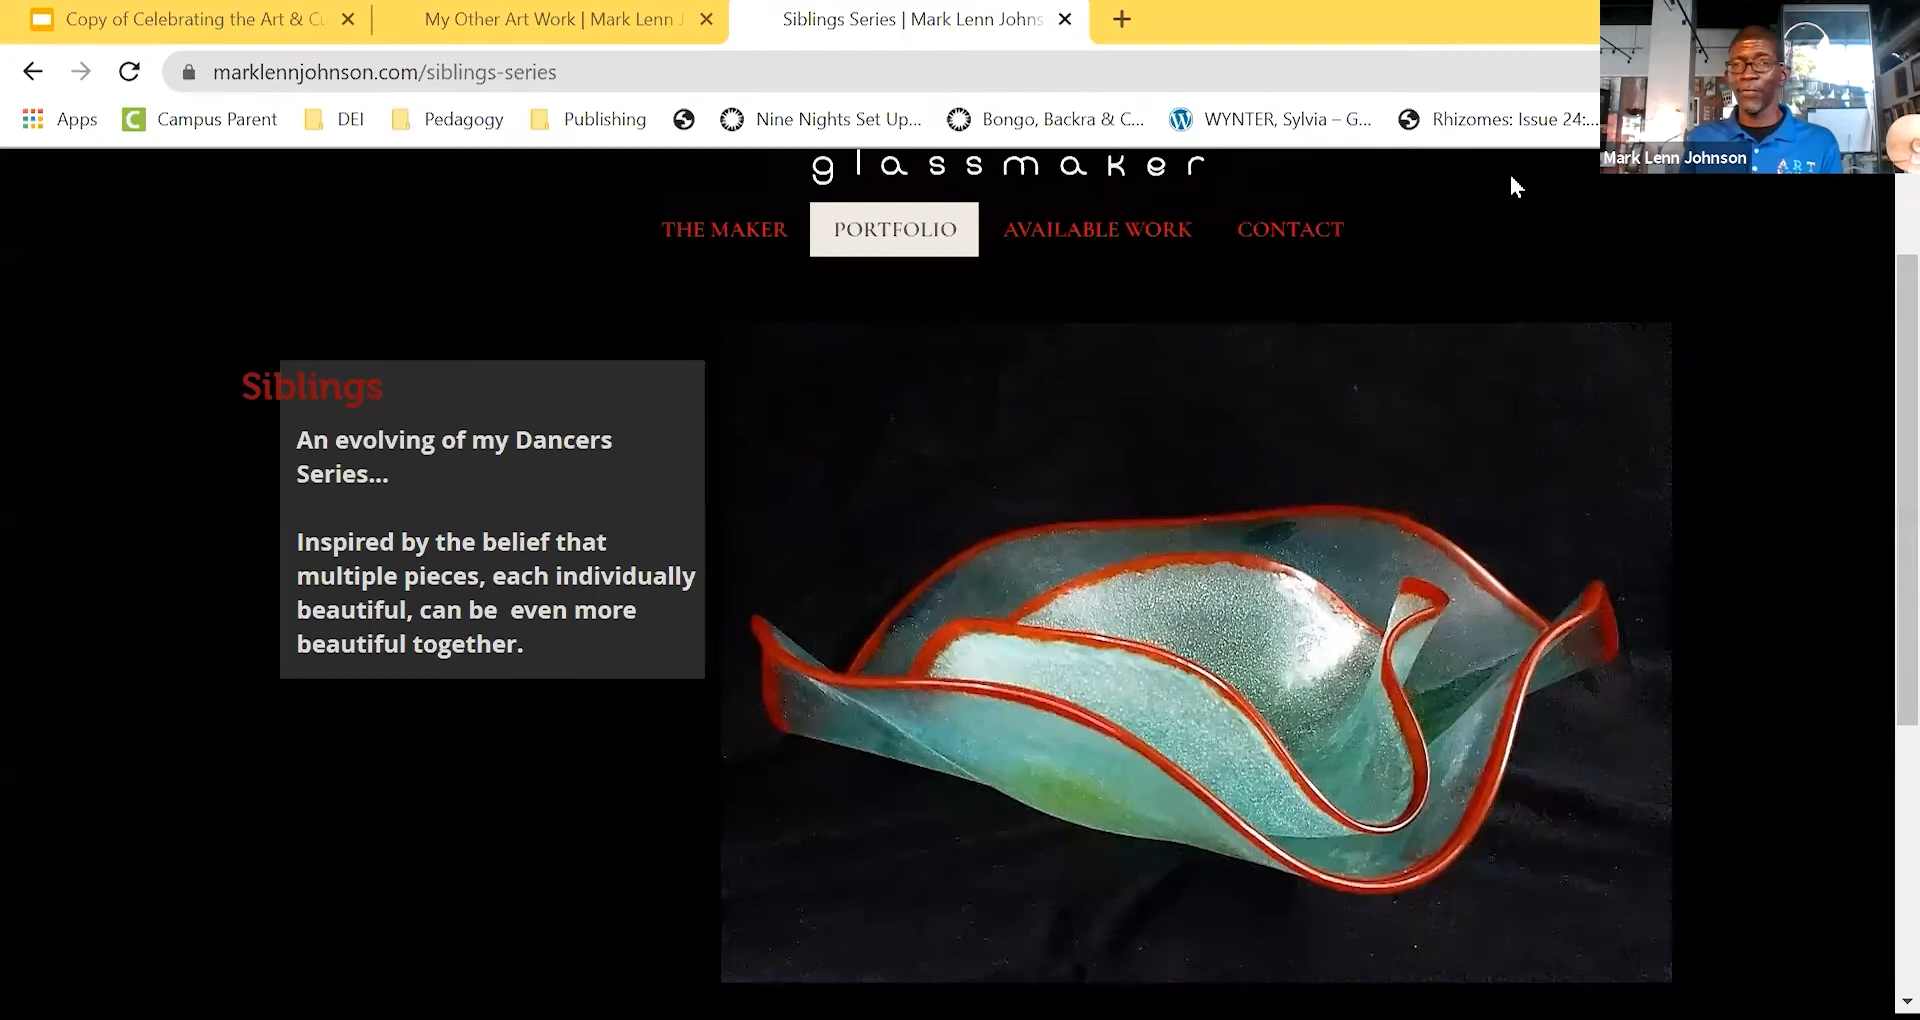 Copy of Celebrating the Art & Cu
My Other Art Work | Mark Lenn J
Siblings Series | Mark Lenn Johns
marklennjohnson.com/siblings-series
Apps
Campus Parent
DEI
Pedagogy
Publishing
Nine Nights Set Up...
Bongo, Backra & C...
WYNTER, Sylvia – G...
Rhizomes: Issue 24:...
Mark Lenn Johnson
ART
glassmaker
THE MAKER
PORTFOLIO
AVAILABLE WORK
CONTACT
Siblings
An evolving of my Dancers
Series...
Inspired by the belief that
multiple pieces, each individually
beautiful, can be even more
beautiful together.